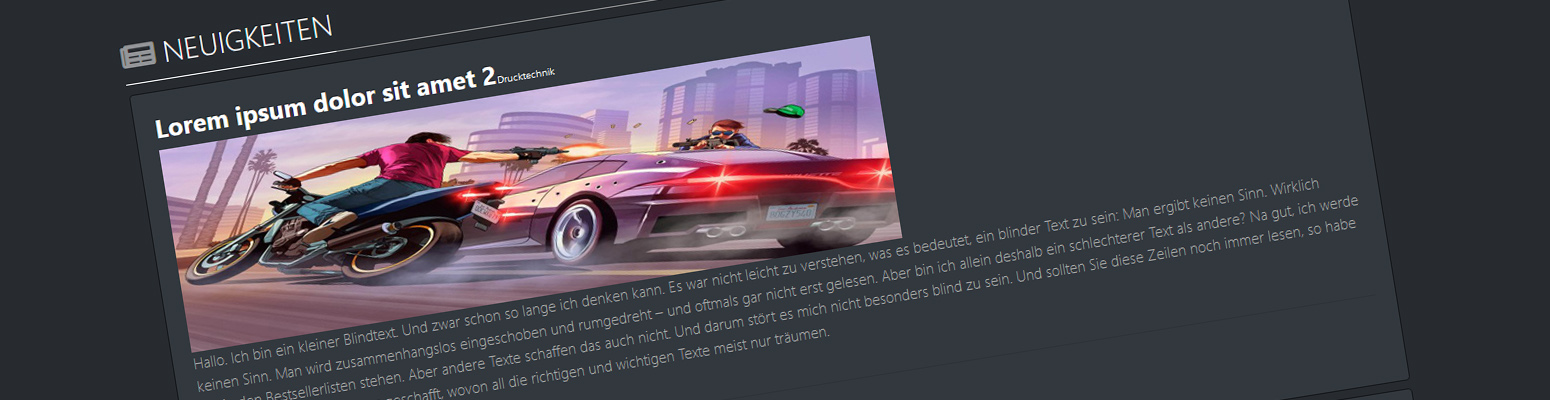 NEUIGKEITEN
Lorem ipsum dolor sit amet 2 Drucktechnik
Hallo. Ich bin ein kleiner Blindtext. Und zwar schon so lange ich denken kann. Es war nicht leicht zu verstehen, was es bedeutet, ein blinder Text zu sein: Man ergibt keinen Sinn. Wirklich
keinen Sinn. Man wird zusammenhangslos eingeschoben und rumgedreht – und oftmals gar nicht erst gelesen. Aber bin ich allein deshalb ein schlechterer Text als andere? Na gut, ich werde
den Bestsellerlisten stehen. Aber andere Texte schaffen das auch nicht. Und darum stört es mich nicht besonders blind zu sein. Und sollten Sie diese Zeilen noch immer lesen, so habe
geschafft, wovon all die richtigen und wichtigen Texte meist nur träumen.